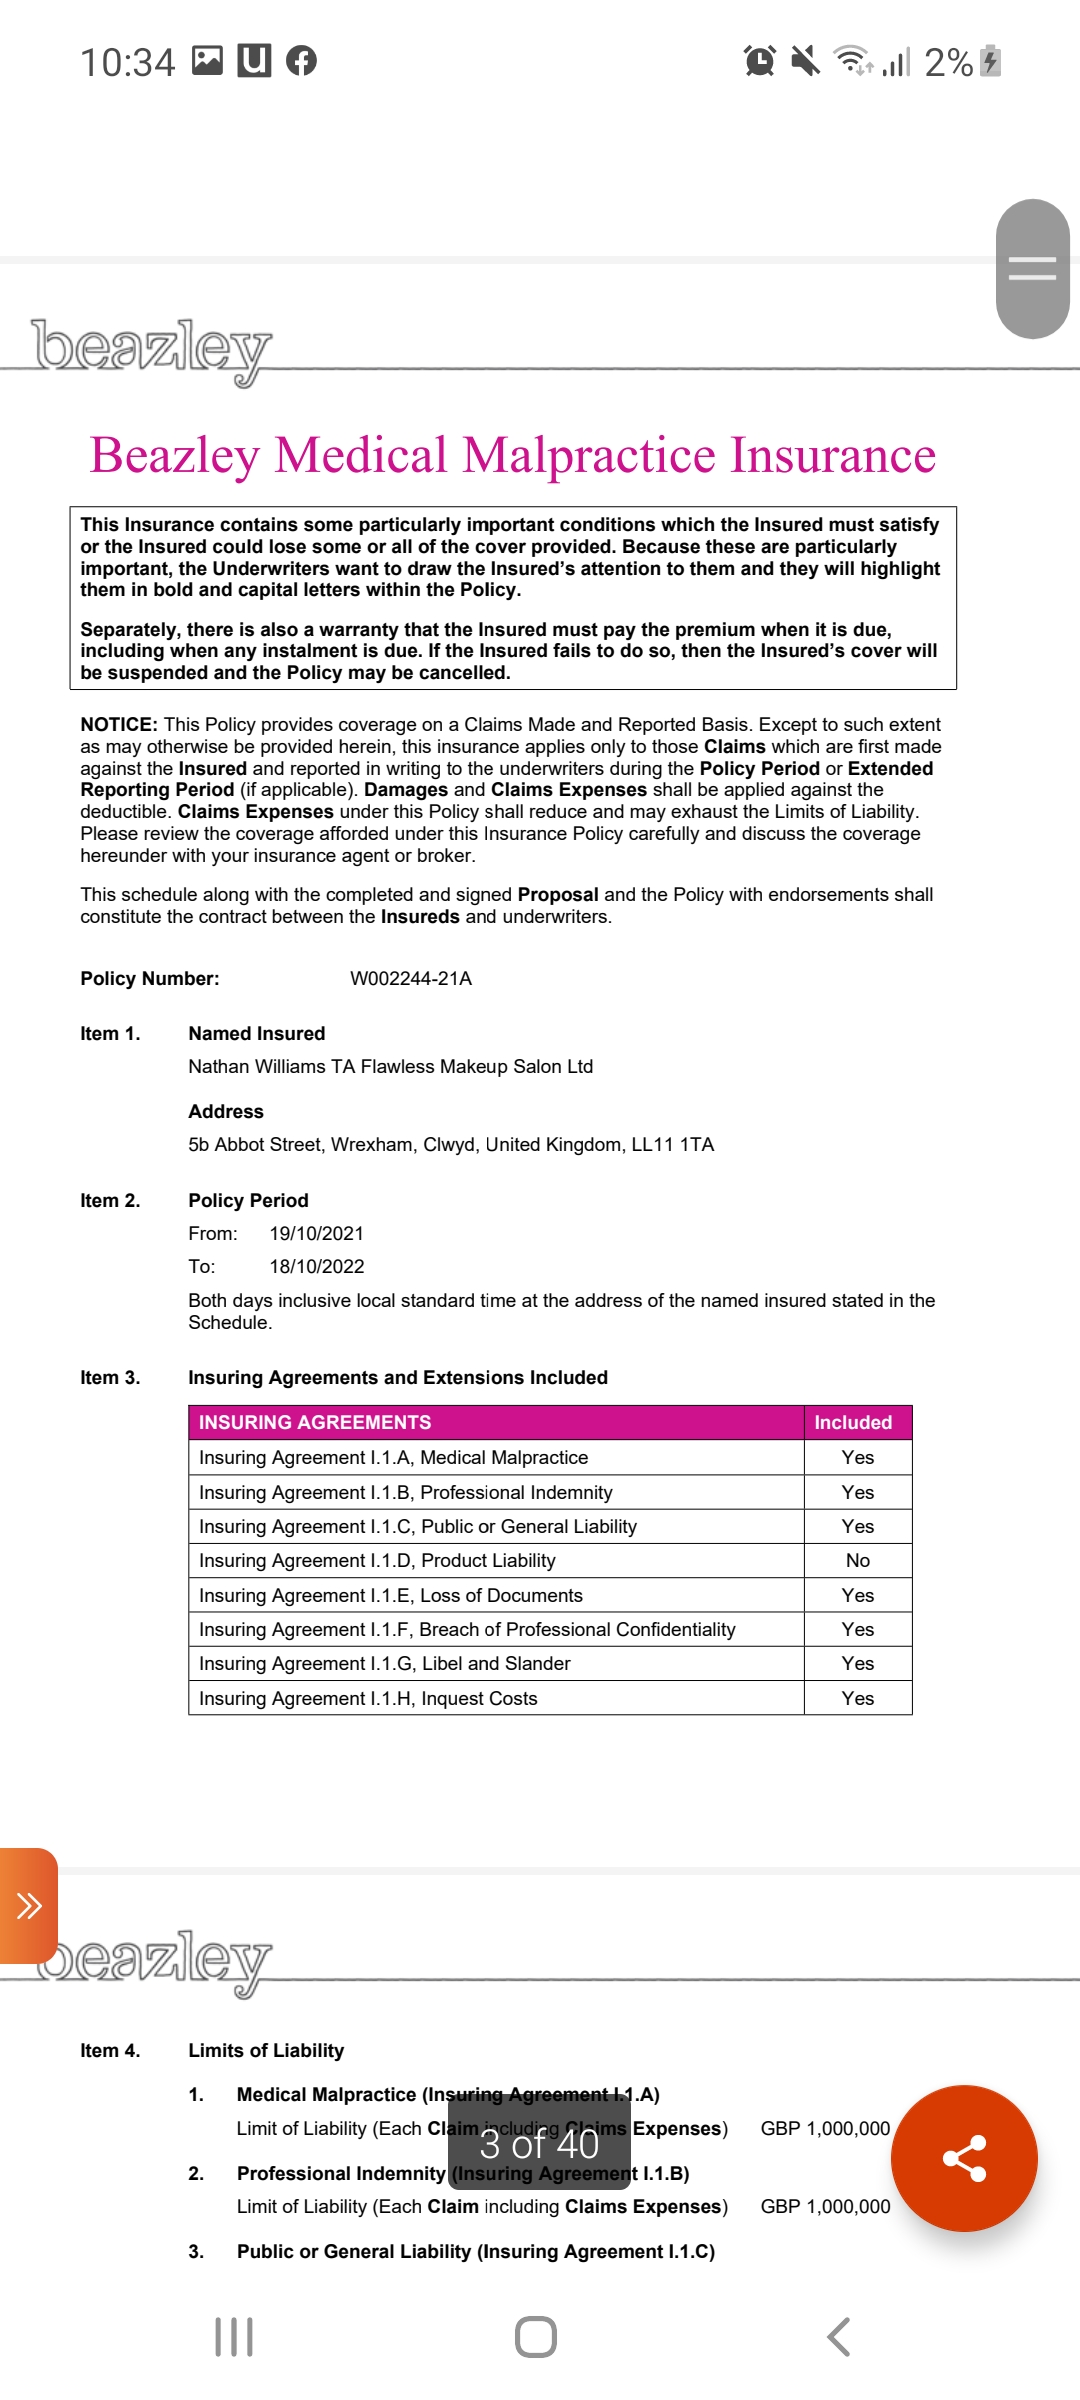 10:34
2%
beazley
Beazley Medical Malpractice Insurance
This Insurance contains some particularly important conditions which the Insured must satisfy
or the Insured could lose some or all of the cover provided. Because these are particularly
important, the Underwriters want to draw the Insured's attention to them and they will highlight
them in bold and capital letters within the Policy.
Separately, there is also a warranty that the Insured must pay the premium when it is due,
including when any instalment is due. If the Insured fails to do so, then the Insured's cover will
be suspended and the Policy may be cancelled.
NOTICE: This Policy provides coverage on a Claims Made and Reported Basis. Except to such extent
as may otherwise be provided herein, this insurance applies only to those Claims which are first made
against the Insured and reported in writing to the underwriters during the Policy Period or Extended
Reporting Period (if applicable). Damages and Claims Expenses shall be applied against the
deductible. Claims Expenses under this Policy shall reduce and may exhaust the Limits of Liability.
Please review the coverage afforded under this Insurance Policy carefully and discuss the coverage
hereunder with your insurance agent or broker.
This schedule along with the completed and signed Proposal and the Policy with endorsements shall
constitute the contract between the Insureds and underwriters.
Policy Number: W002244-21A
Item 1. Named Insured
Nathan Williams TA Flawless Makeup Salon Ltd
Address
5b Abbot Street, Wrexham, Clwyd, United Kingdom, LL11 1TA
Item 2. Policy Period
From: 19/10/2021
To: 18/10/2022
Both days inclusive local standard time at the address of the named insured stated in the
Schedule.
Item 3. Insuring Agreements and Extensions Included
INSURING AGREEMENTS Included
Insuring Agreement I.1.A, Medical Malpractice Yes
Insuring Agreement I.1.B, Professional Indemnity Yes
Insuring Agreement I.1.C, Public or General Liability Yes
Insuring Agreement I.1.D, Product Liability No
Insuring Agreement I.1.E, Loss of Documents Yes
Insuring Agreement I.1.F, Breach of Professional Confidentiality Yes
Insuring Agreement I.1.G, Libel and Slander Yes
Insuring Agreement I.1.H, Inquest Costs Yes
beazley
Item 4. Limits of Liability
1. Medical Malpractice (Insuring Agreement I.1.A)
Limit of Liability (Each Claim including Claims Expenses) GBP 1,000,000
3 of 40
2. Professional Indemnity (Insuring Agreement I.1.B)
Limit of Liability (Each Claim including Claims Expenses) GBP 1,000,000
3. Public or General Liability (Insuring Agreement I.1.C)